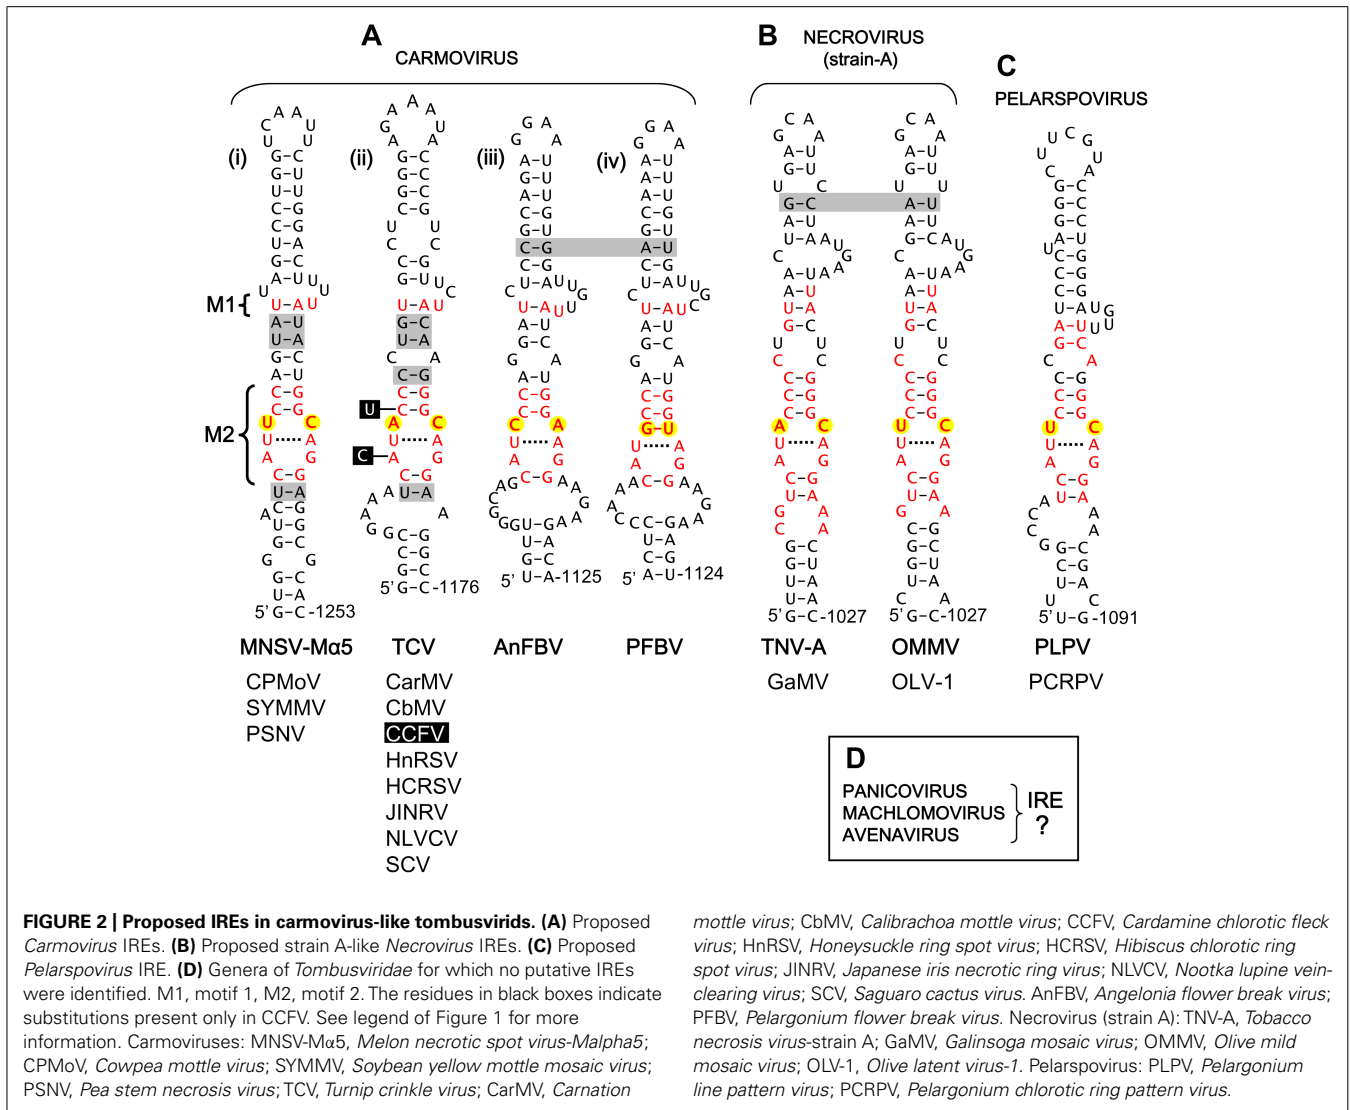 A
B
NECROVIRUS
(strain-A)
C
CARMOVIRUS
PELARSPOVIRUS
(i)
(ii)
(iii)
(iv)
M1
M2
U
C
5' G-C-1253
5' G-C-1176
5' U-A-1125
5' A-U-1124
5' G-C-1027
5' G-C-1027
5' U-G-1091
MNSV-Mα5
TCV
AnFBV
PFBV
TNV-A
OMMV
PLPV
CPMoV
CarMV
GaMV
OLV-1
PCRPV
SYMMV
CbMV
PSNV
CCFV
HnRSV
HCRSV
JINRV
NLVCV
SCV
D
PANICOVIRUS
MACHLOMOVIRUS
AVENAVIRUS
IRE
?
FIGURE 2 | Proposed IREs in carmovirus-like tombusvirids. (A) Proposed
Carmovirus IREs. (B) Proposed strain A-like Necrovirus IREs. (C) Proposed
Pelarspovirus IRE. (D) Genera of Tombusviridae for which no putative IREs
were identified. M1, motif 1, M2, motif 2. The residues in black boxes indicate
substitutions present only in CCFV. See legend of Figure 1 for more
information. Carmoviruses: MNSV-Mα5, Melon necrotic spot virus-Malpha5;
CPMoV, Cowpea mottle virus; SYMMV, Soybean yellow mottle mosaic virus;
PSNV, Pea stem necrosis virus; TCV, Turnip crinkle virus; CarMV, Carnation
mottle virus; CbMV, Calibrachoa mottle virus; CCFV, Cardamine chlorotic fleck
virus; HnRSV, Honeysuckle ring spot virus; HCRSV, Hibiscus chlorotic ring
spot virus; JINRV, Japanese iris necrotic ring virus; NLVCV, Nootka lupine vein-
clearing virus; SCV, Saguaro cactus virus. AnFBV, Angelonia flower break virus;
PFBV, Pelargonium flower break virus. Necrovirus (strain A): TNV-A, Tobacco
necrosis virus-strain A; GaMV, Galinsoga mosaic virus; OMMV, Olive mild
mosaic virus; OLV-1, Olive latent virus-1. Pelarspovirus: PLPV, Pelargonium
line pattern virus; PCRPV, Pelargonium chlorotic ring pattern virus.